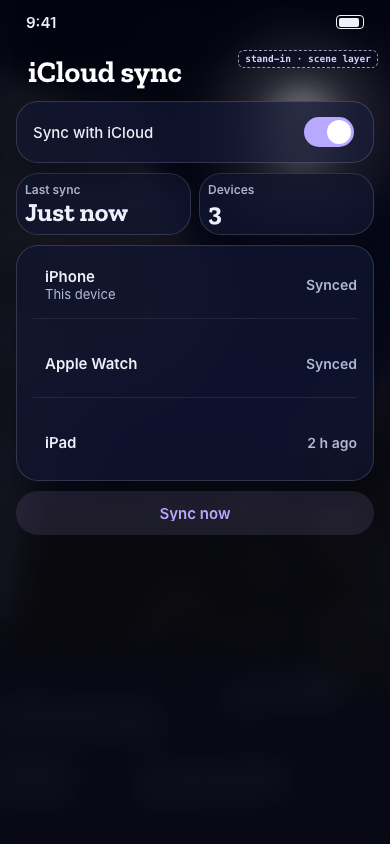 9:41
stand-in · scene layer
iCloud sync
Sync with iCloud
Last sync
Just now
Devices
3
iPhone
This device
Synced
Apple Watch
Synced
iPad
2 h ago
Sync now